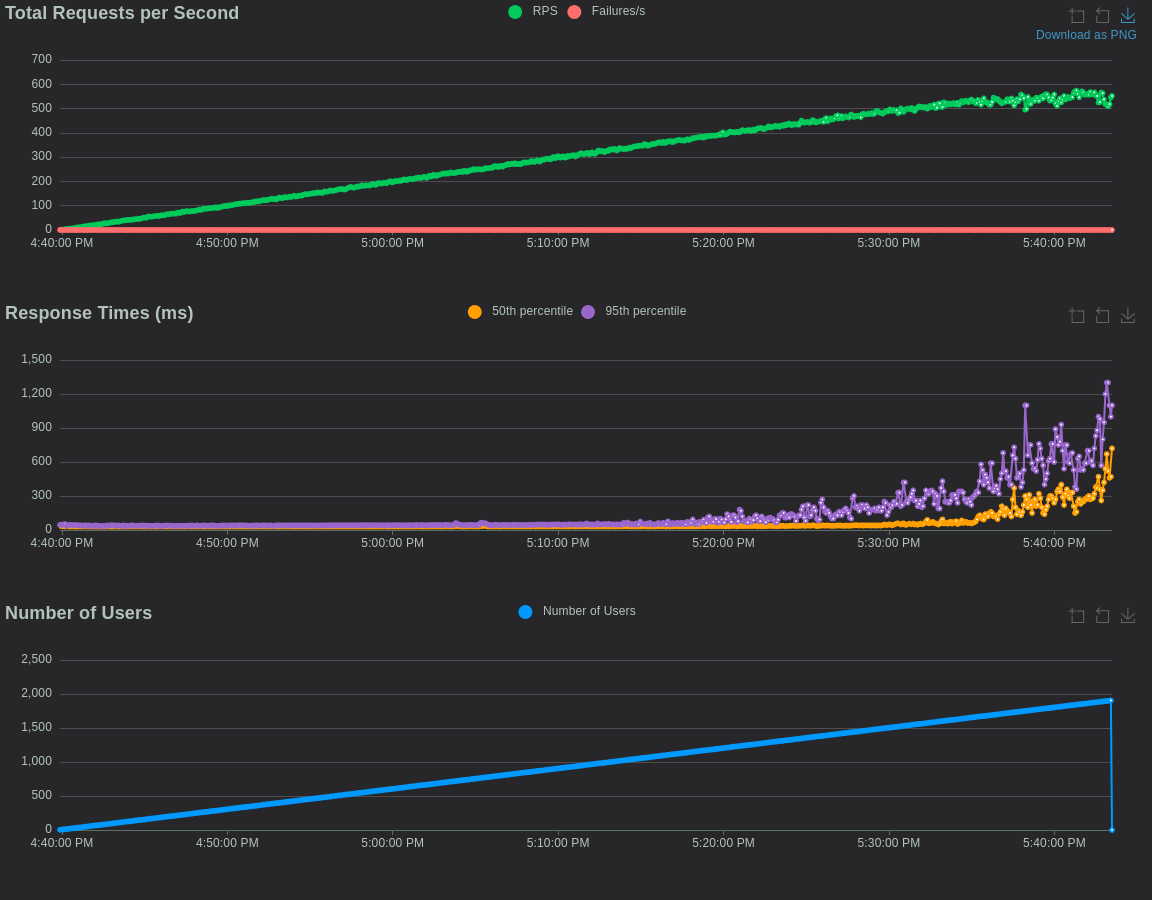 Total Requests per Second
RPS Failures/s
Download as PNG
700
600
500
400
300
200
100
0
4:40:00 PM 4:50:00 PM 5:00:00 PM 5:10:00 PM 5:20:00 PM 5:30:00 PM 5:40:00 PM
Response Times (ms)
50th percentile 95th percentile
1,500
1,200
900
600
300
0
4:40:00 PM 4:50:00 PM 5:00:00 PM 5:10:00 PM 5:20:00 PM 5:30:00 PM 5:40:00 PM
Number of Users
Number of Users
2,500
2,000
1,500
1,000
500
0
4:40:00 PM 4:50:00 PM 5:00:00 PM 5:10:00 PM 5:20:00 PM 5:30:00 PM 5:40:00 PM